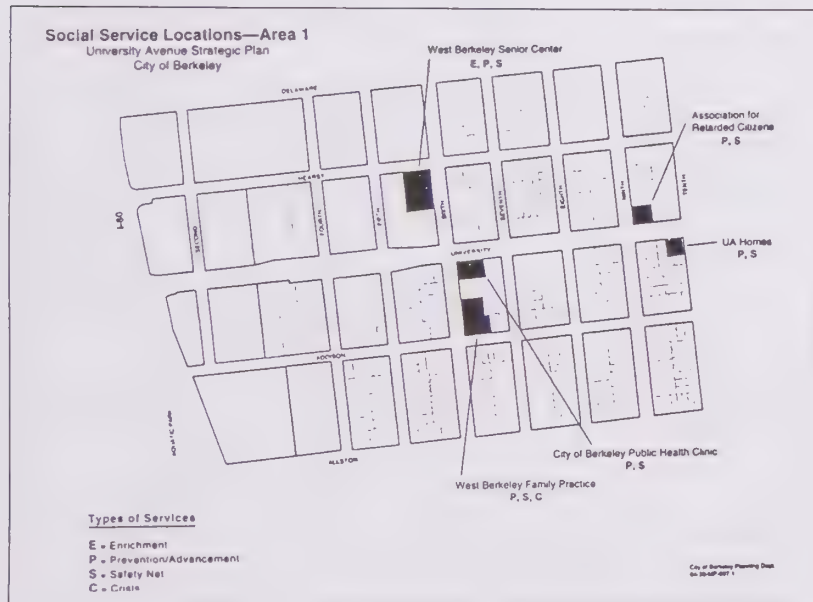 Social Service Locations—Area 1
University Avenue Strategic Plan
City of Berkeley
West Berkeley Senior Center
E, P, S
DELAWARE
Association for
Retarded Citizens
P, S
HEARST
I-80
SECOND
FOURTH
FIFTH
SIXTH
SEVENTH
EIGHTH
NINTH
TENTH
UNIVERSITY
UA Homes
P, S
ADDISON
AQUATIC PARK
ALLSTON
City of Berkeley Public Health Clinic
P, S
West Berkeley Family Practice
P, S, C
Types of Services
E = Enrichment
P = Prevention/Advancement
S = Safety Net
C = Crisis
City of Berkeley Planning Dept.